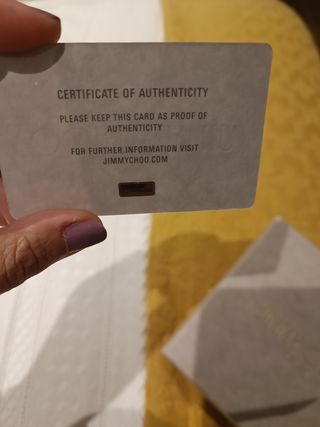 CERTIFICATE OF AUTHENTICITY
PLEASE KEEP THIS CARD AS PROOF OF
AUTHENTICITY
FOR FURTHER INFORMATION VISIT
JIMMYCHOO.COM